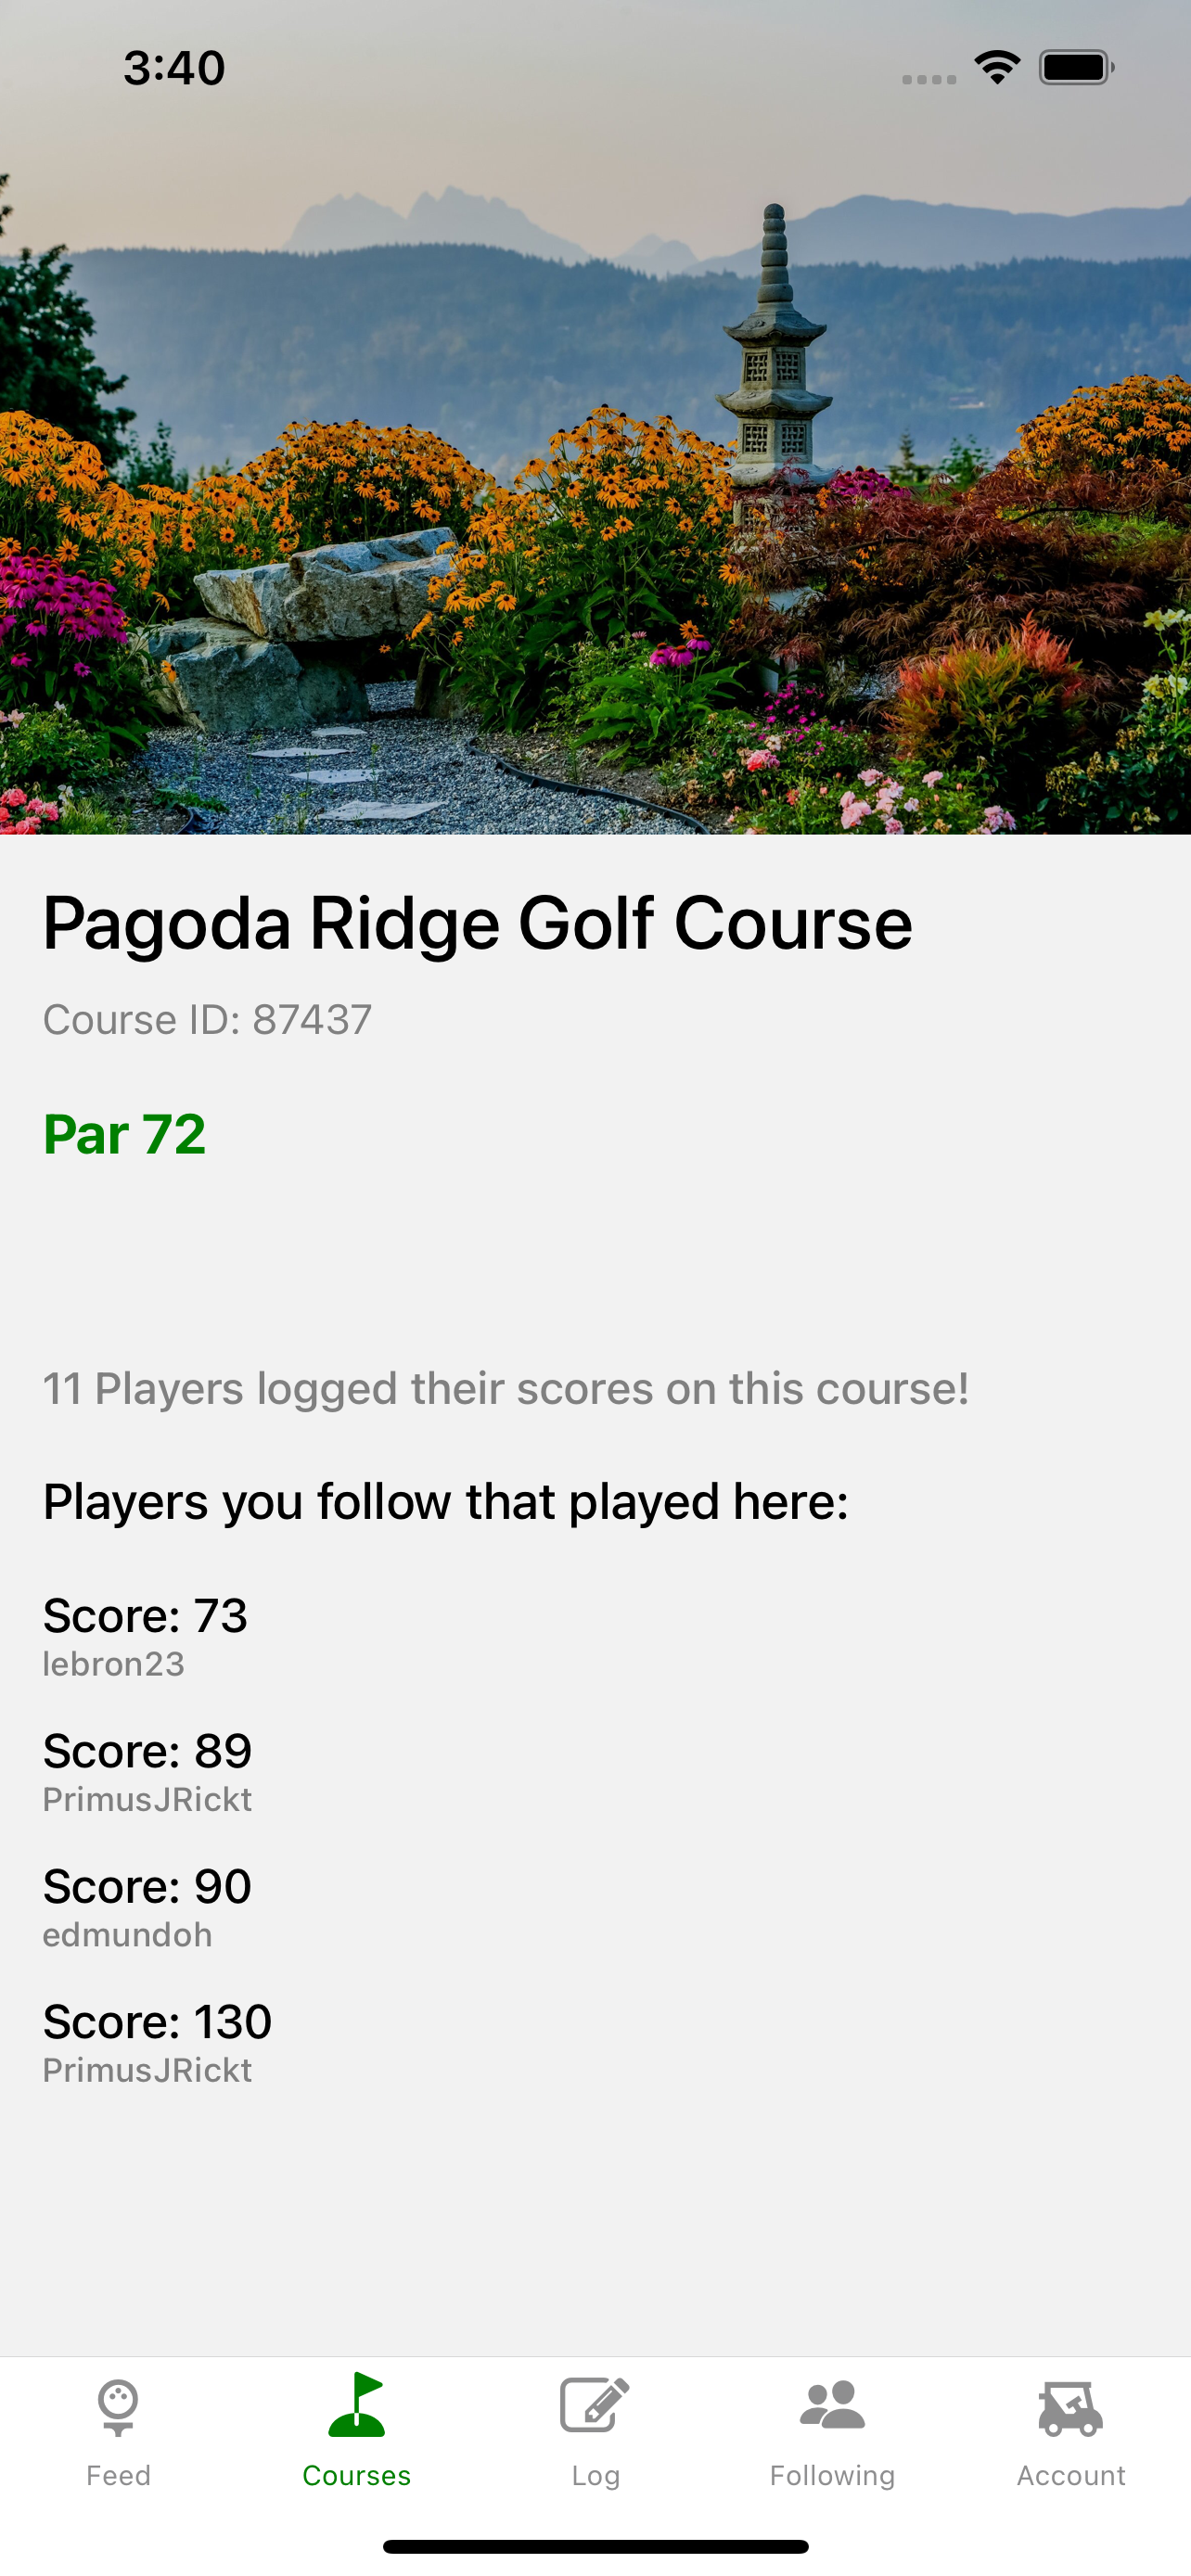 3:40
Pagoda Ridge Golf Course
Course ID: 87437
Par 72
11 Players logged their scores on this course!
Players you follow that played here:
Score: 73
lebron23
Score: 89
PrimusJRickt
Score: 90
edmundoh
Score: 130
PrimusJRickt
Feed
Courses
Log
Following
Account